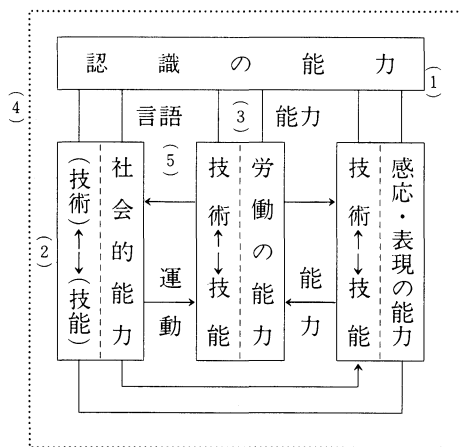 認識の能力
(1)
(4)
言語能力
(3)
(5)
(2)
社会的能力
(技術)↔(技能)
運動能力
労働の能力
技術↔技能
感応・表現の能力
技術↔技能